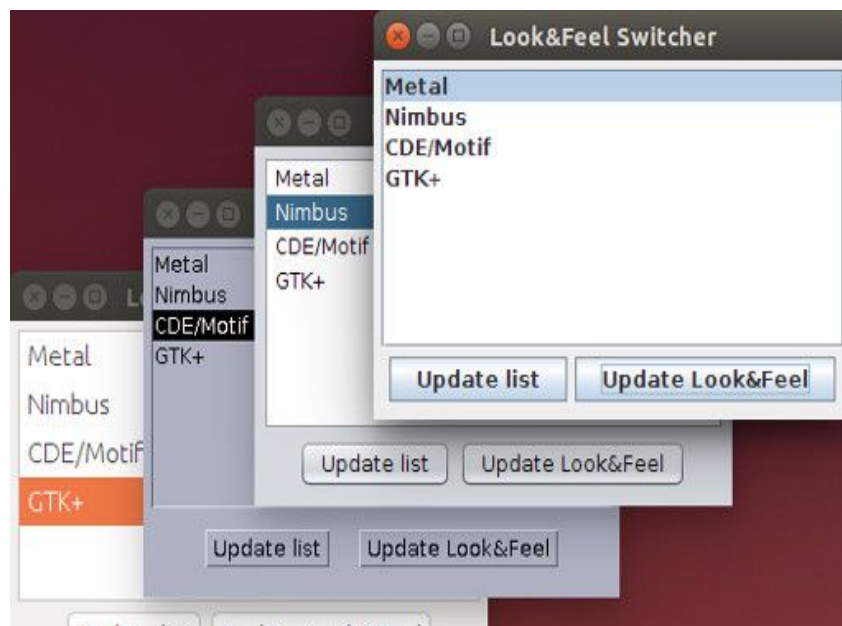 Look&Feel Switcher
Metal
Nimbus
CDE/Motif
GTK+
Update list
Update Look&Feel
Metal
Nimbus
CDE/Motif
GTK+
Update list
Update Look&Feel
Metal
Nimbus
CDE/Motif
GTK+
Update list
Update Look&Feel
Metal
Nimbus
CDE/Motif
GTK+